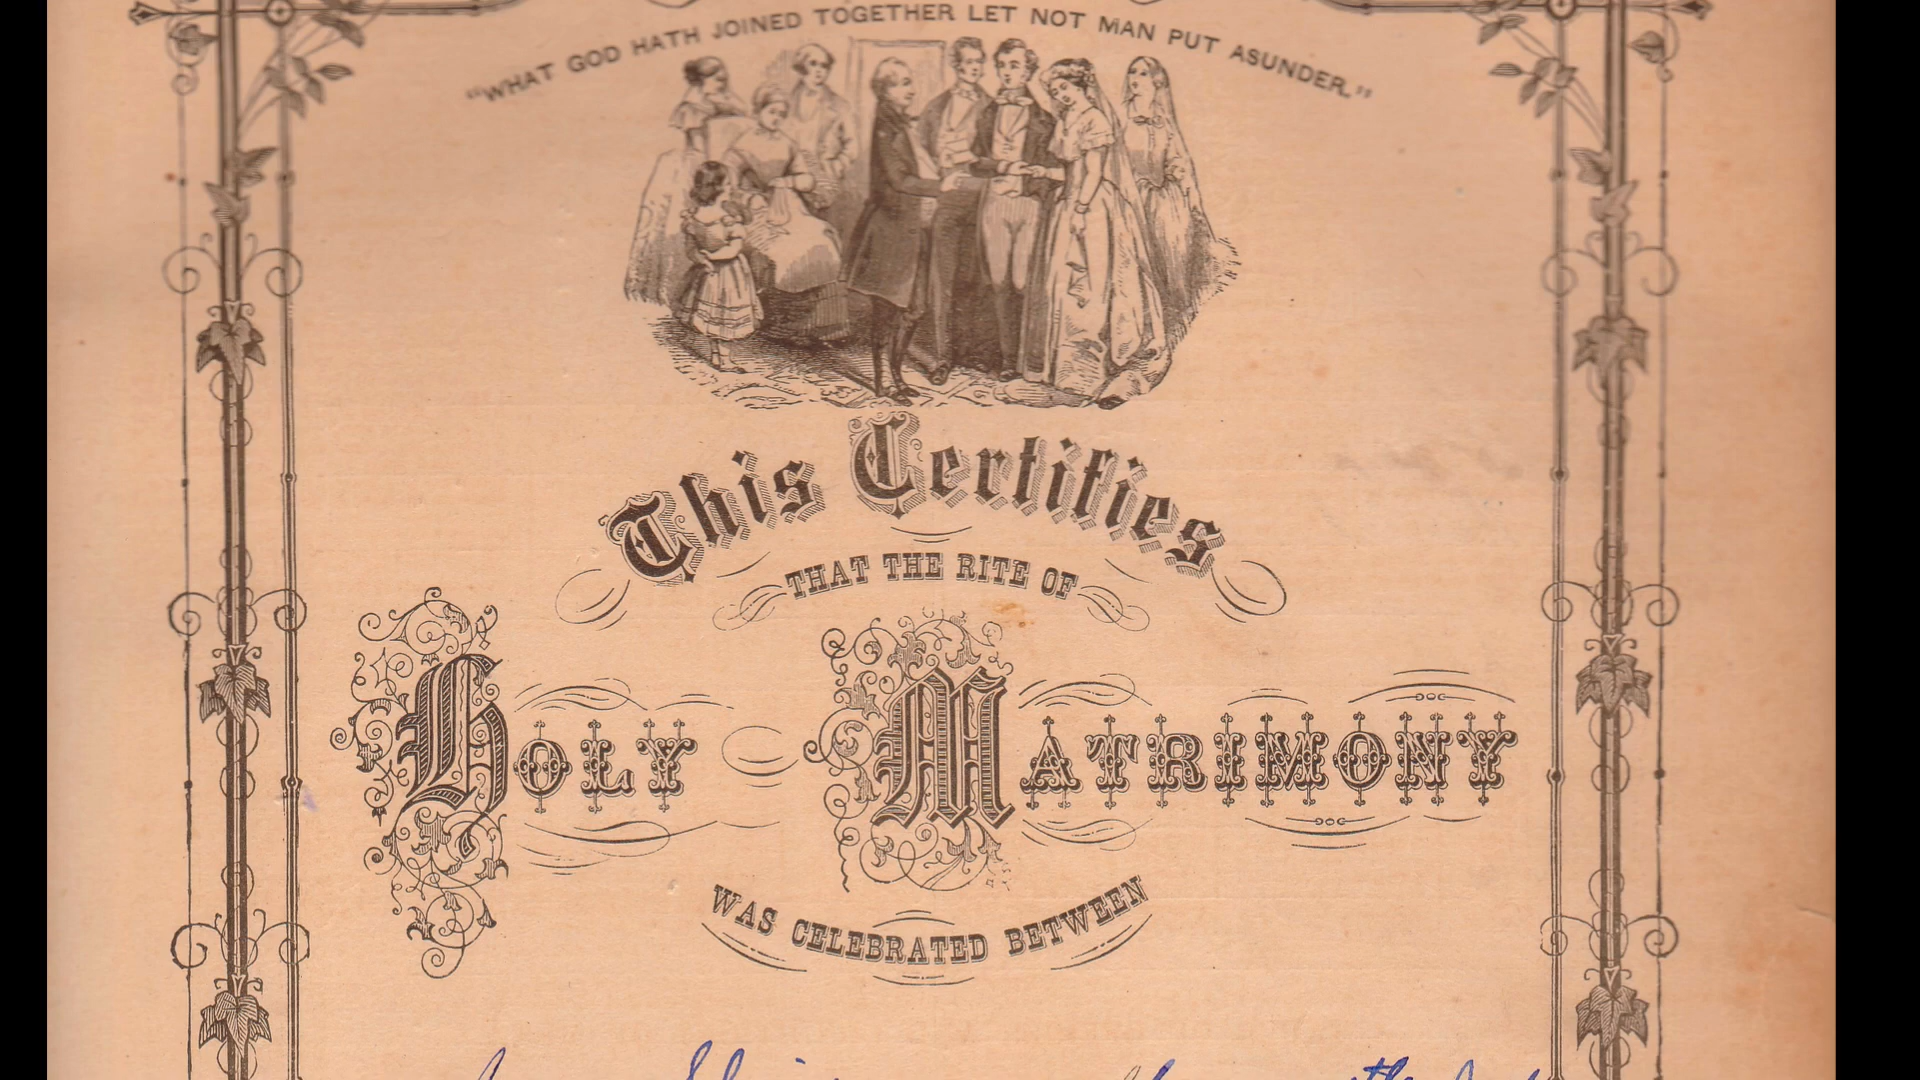 "WHAT GOD HATH JOINED TOGETHER LET NOT MAN PUT ASUNDER."
This Certifies
THAT THE RITE OF
HOLY MATRIMONY
WAS CELEBRATED BETWEEN